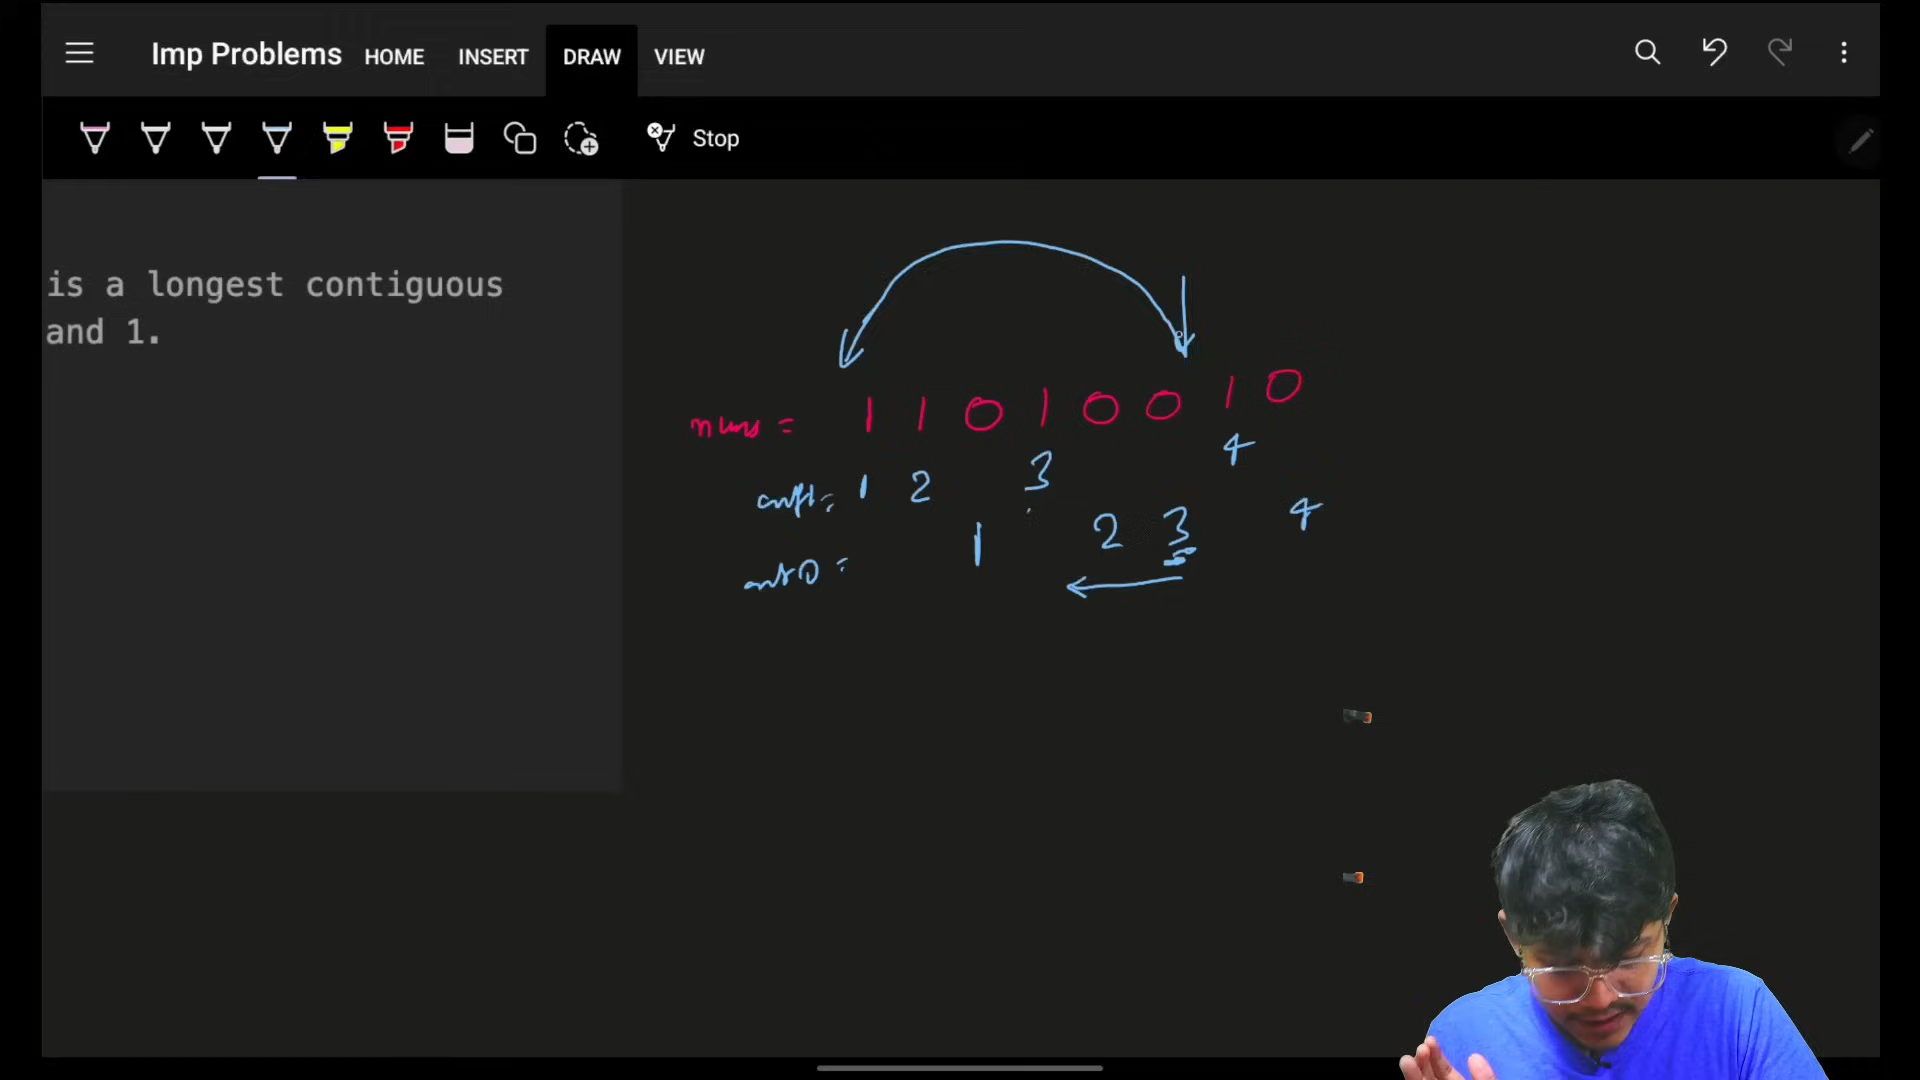 Imp Problems HOME INSERT DRAW VIEW
Stop
is a longest contiguous
and 1.
nums = 1 1 0 1 0 0 1 0
cnt1 = 1 2 3 4
cnt0 = 1 2 3 4